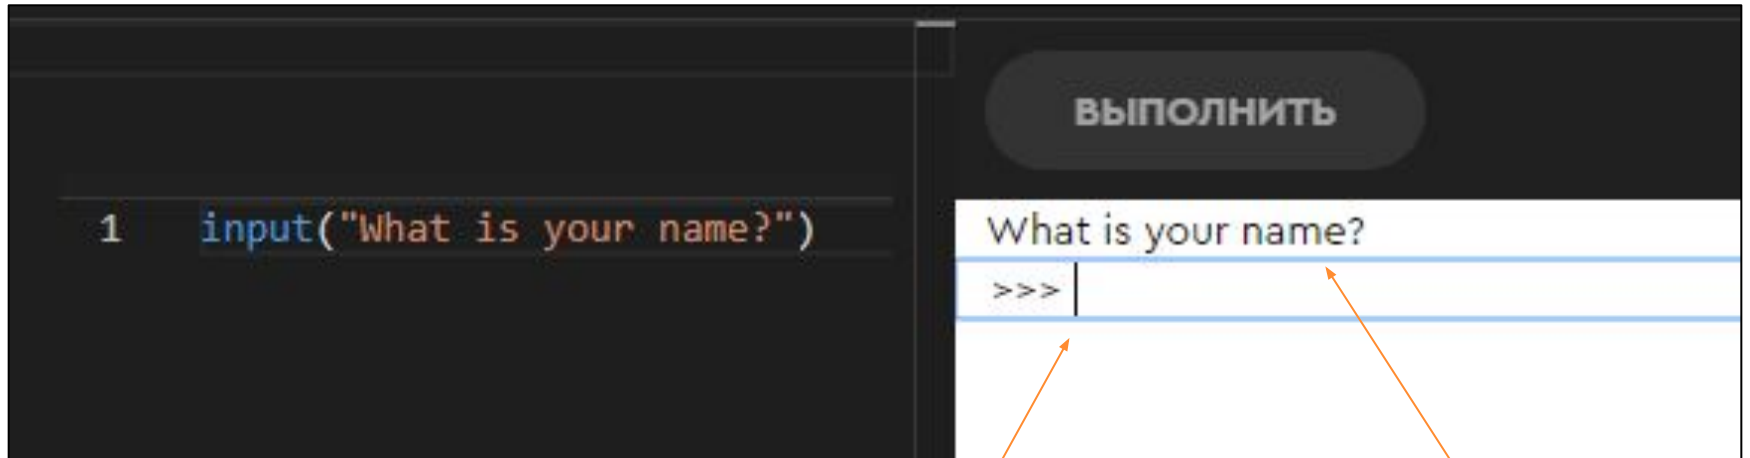 ВЫПОЛНИТЬ
1 input("What is your name?")
What is your name?
>>>